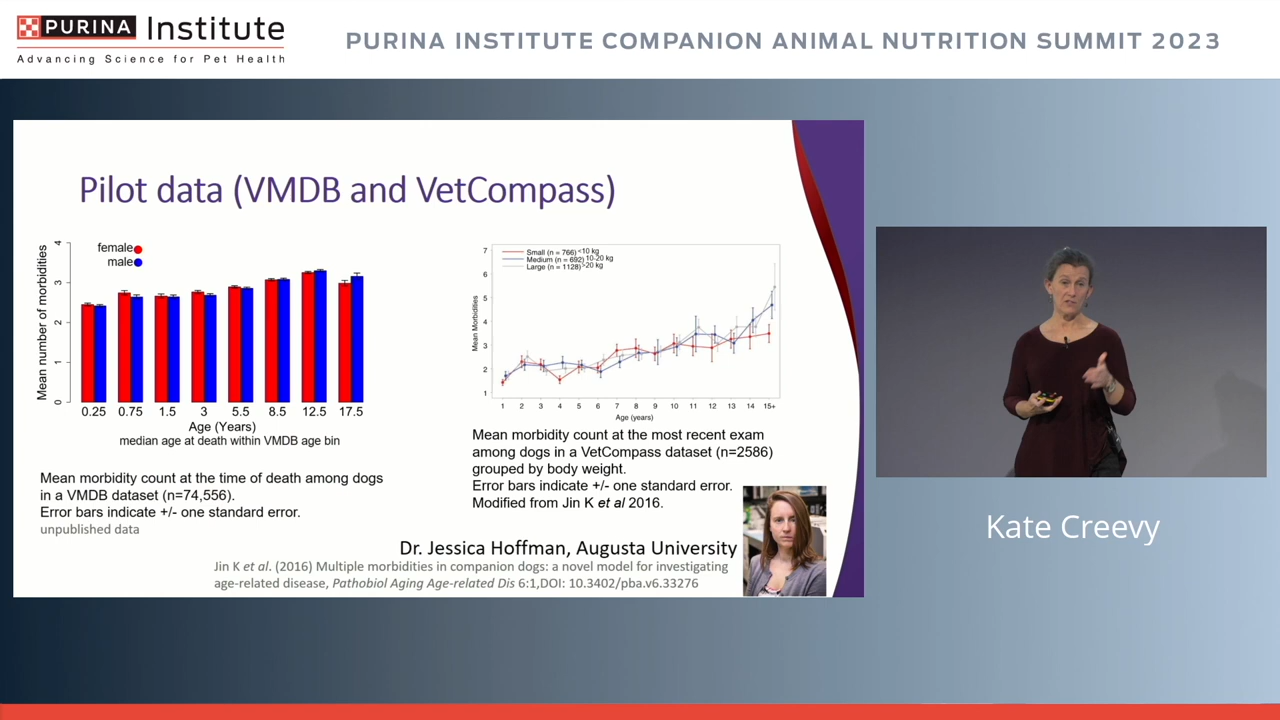 PURINA Institute
Advancing Science for Pet Health
PURINA INSTITUTE COMPANION ANIMAL NUTRITION SUMMIT 2023
Pilot data (VMDB and VetCompass)
female
male
Mean number of morbidities
0 1 2 3 4
0.25 0.75 1.5 3 5.5 8.5 12.5 17.5
Age (Years)
median age at death within VMDB age bin
Mean morbidity count at the time of death among dogs
in a VMDB dataset (n=74,556).
Error bars indicate +/- one standard error.
unpublished data
Small (n = 766) <10 kg
Medium (n = 692) 10-20 kg
Large (n = 1128) >20 kg
Mean Morbidities
7
6
5
4
3
2
1
1 2 3 4 5 6 7 8 9 10 11 12 13 14 15+
Age (years)
Mean morbidity count at the most recent exam
among dogs in a VetCompass dataset (n=2586)
grouped by body weight.
Error bars indicate +/- one standard error.
Modified from Jin K et al 2016.
Dr. Jessica Hoffman, Augusta University
Jin K et al. (2016) Multiple morbidities in companion dogs: a novel model for investigating
age-related disease, Pathobiol Aging Age-related Dis 6:1,DOI: 10.3402/pba.v6.33276
Kate Creevy